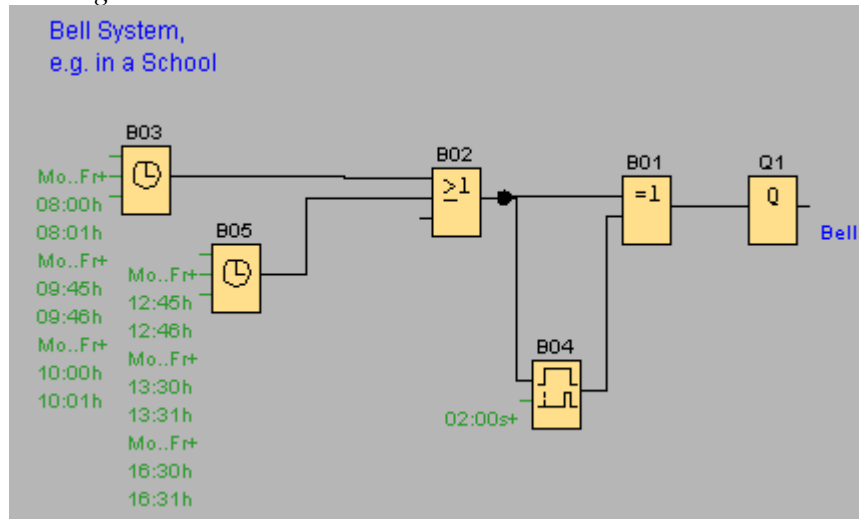 Bell System,
e.g. in a School
B03
Mo..Fr+
08:00h
08:01h
Mo..Fr+
09:45h
09:46h
Mo..Fr+
10:00h
10:01h
B05
Mo..Fr+
12:45h
12:46h
Mo..Fr+
13:30h
13:31h
Mo..Fr+
16:30h
16:31h
B02
≥1
B04
02:00s+
B01
=1
Q1
Q
Bell